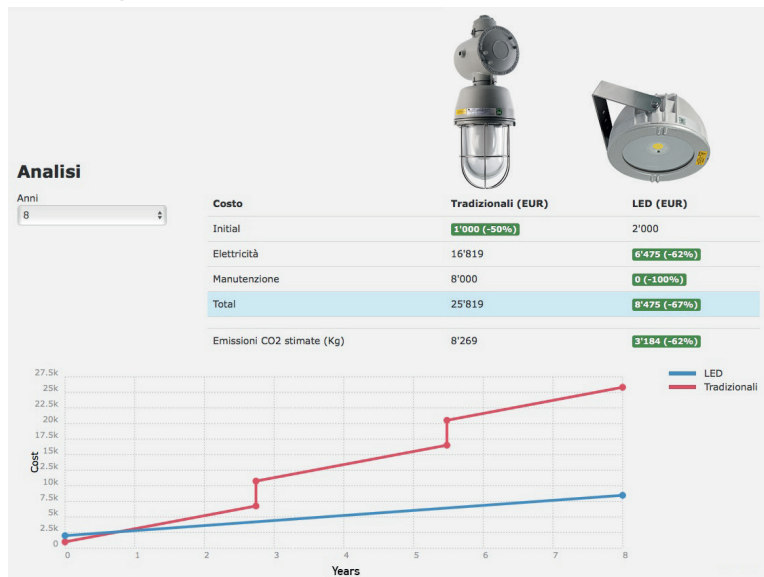 Analisi
Anni
8
Costo Tradizionali (EUR) LED (EUR)
Initial 1'000 (-50%) 2'000
Elettricità 16'819 6'475 (-62%)
Manutenzione 8'000 0 (-100%)
Total 25'819 8'475 (-67%)
Emissioni CO2 stimate (Kg) 8'269 3'184 (-62%)
27.5k
25k
22.5k
20k
17.5k
15k
12.5k
10k
7.5k
5k
2.5k
0
Cost
0 1 2 3 4 5 6 7 8
Years
LED
Tradizionali